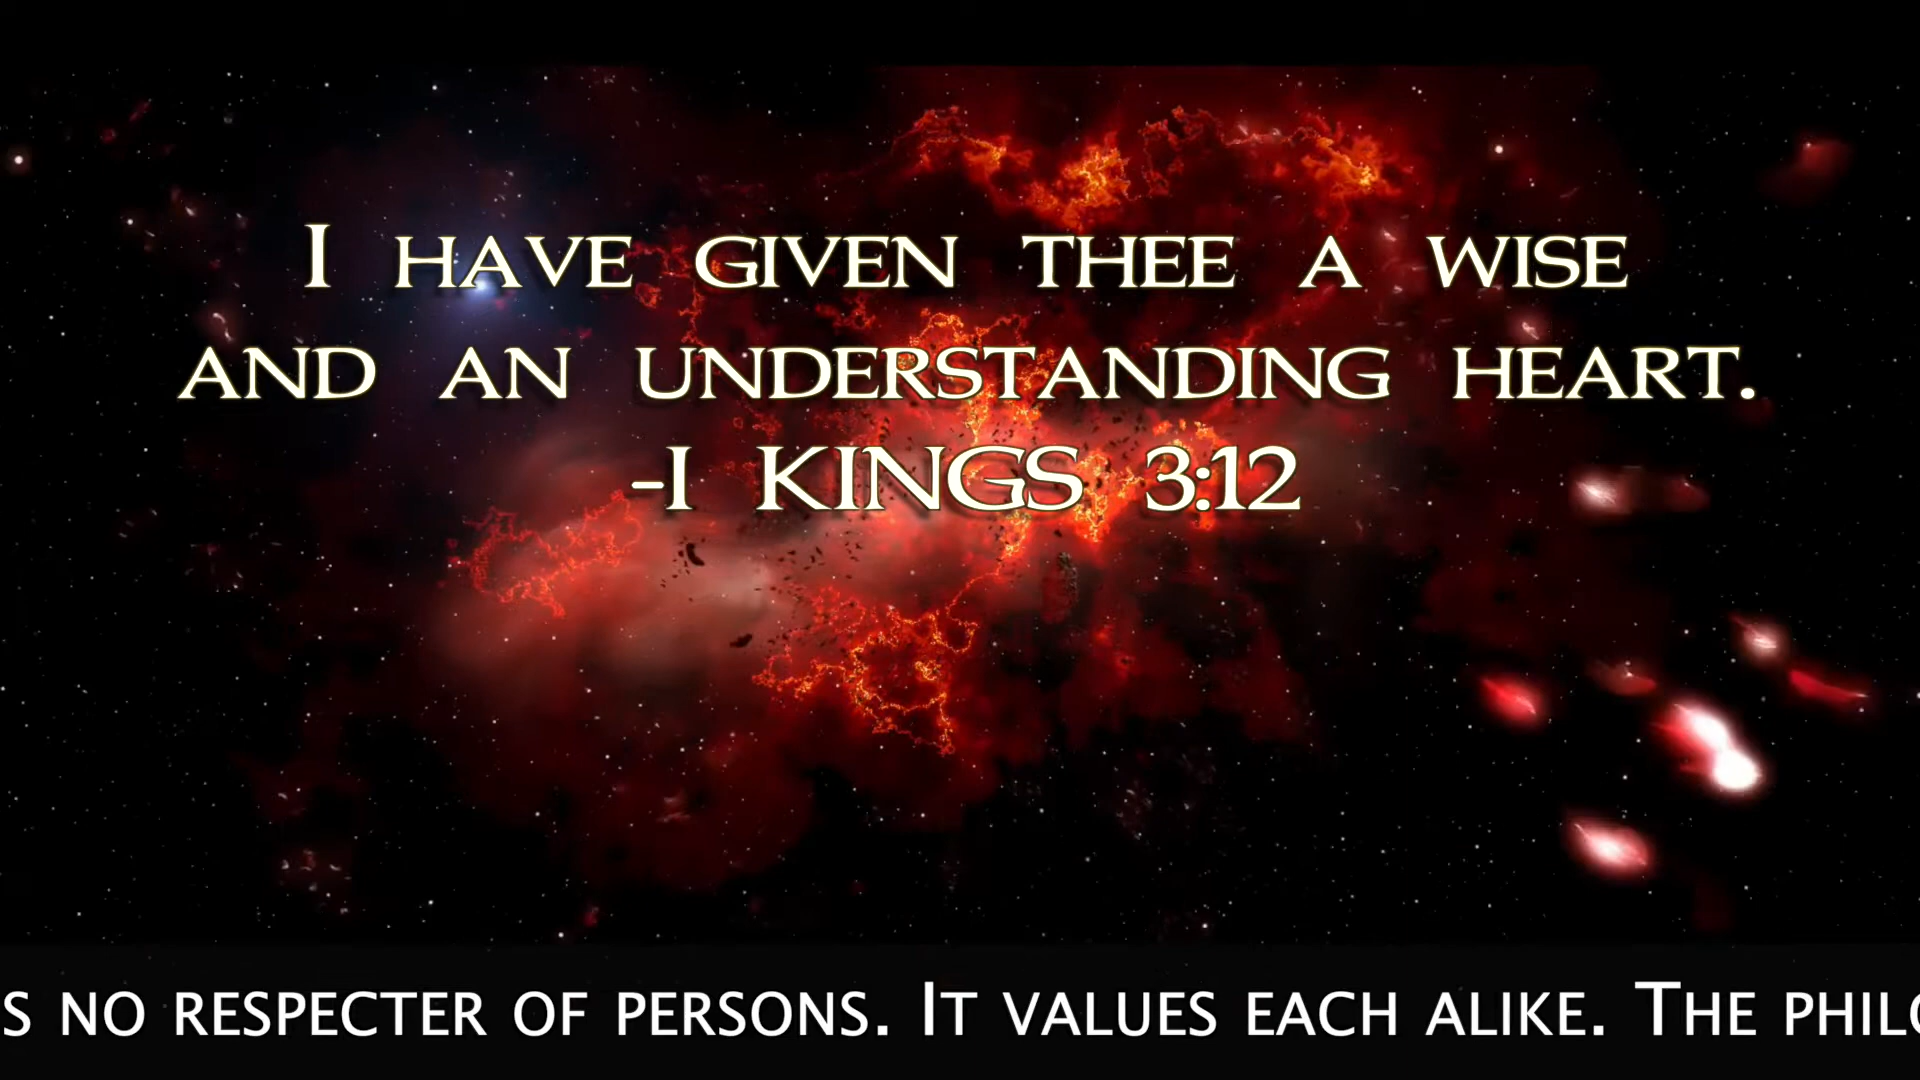 I HAVE GIVEN THEE A WISE
AND AN UNDERSTANDING HEART.
-I KINGS 3:12
S NO RESPECTER OF PERSONS. IT VALUES EACH ALIKE. THE